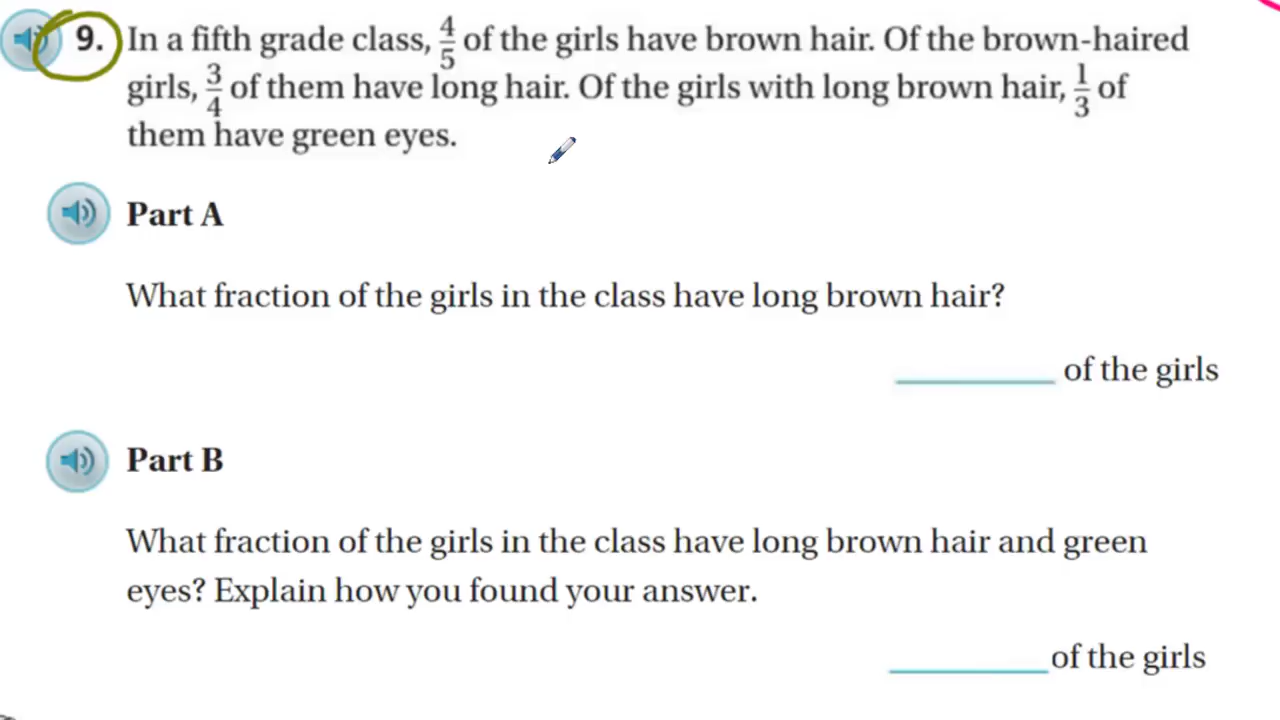 9. In a fifth grade class, 4/5 of the girls have brown hair. Of the brown-haired
girls, 3/4 of them have long hair. Of the girls with long brown hair, 1/3 of
them have green eyes.
Part A
What fraction of the girls in the class have long brown hair?
of the girls
Part B
What fraction of the girls in the class have long brown hair and green
eyes? Explain how you found your answer.
of the girls